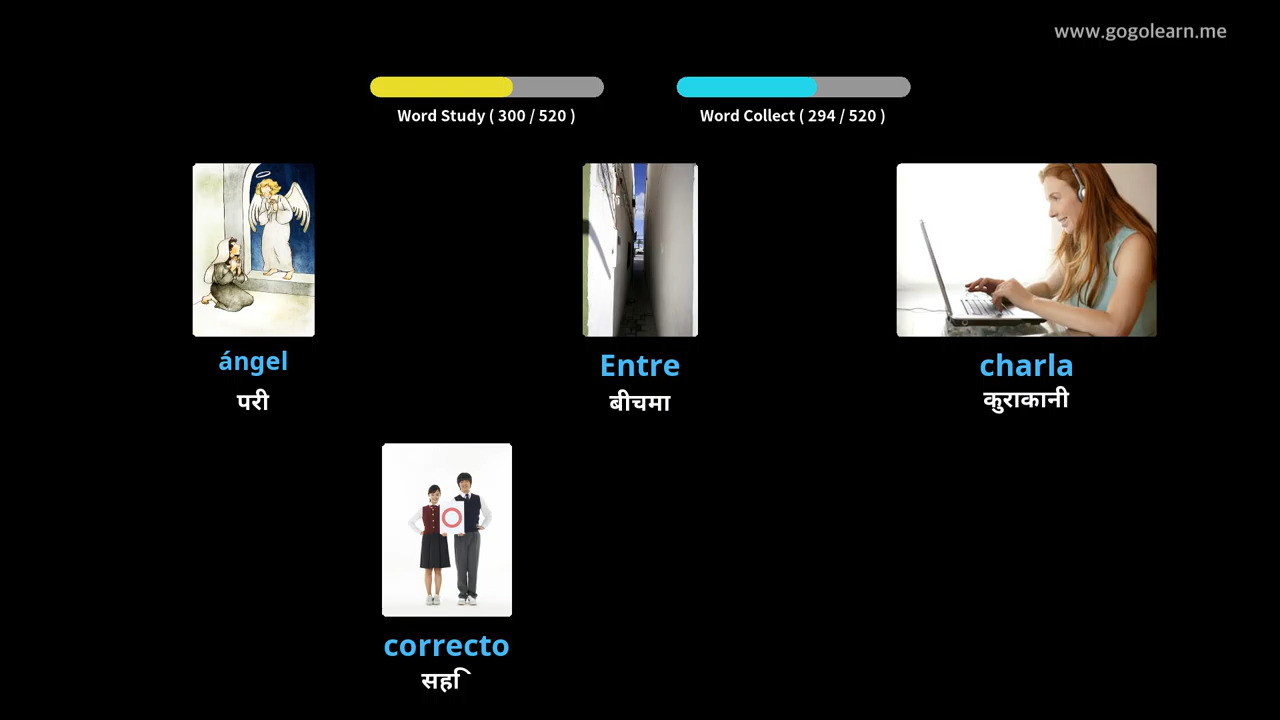 www.gogolearn.me
Word Study ( 300 / 520 )
Word Collect ( 294 / 520 )
ángel
परी
Entre
बीचमा
charla
कुराकानी
correcto
सहि